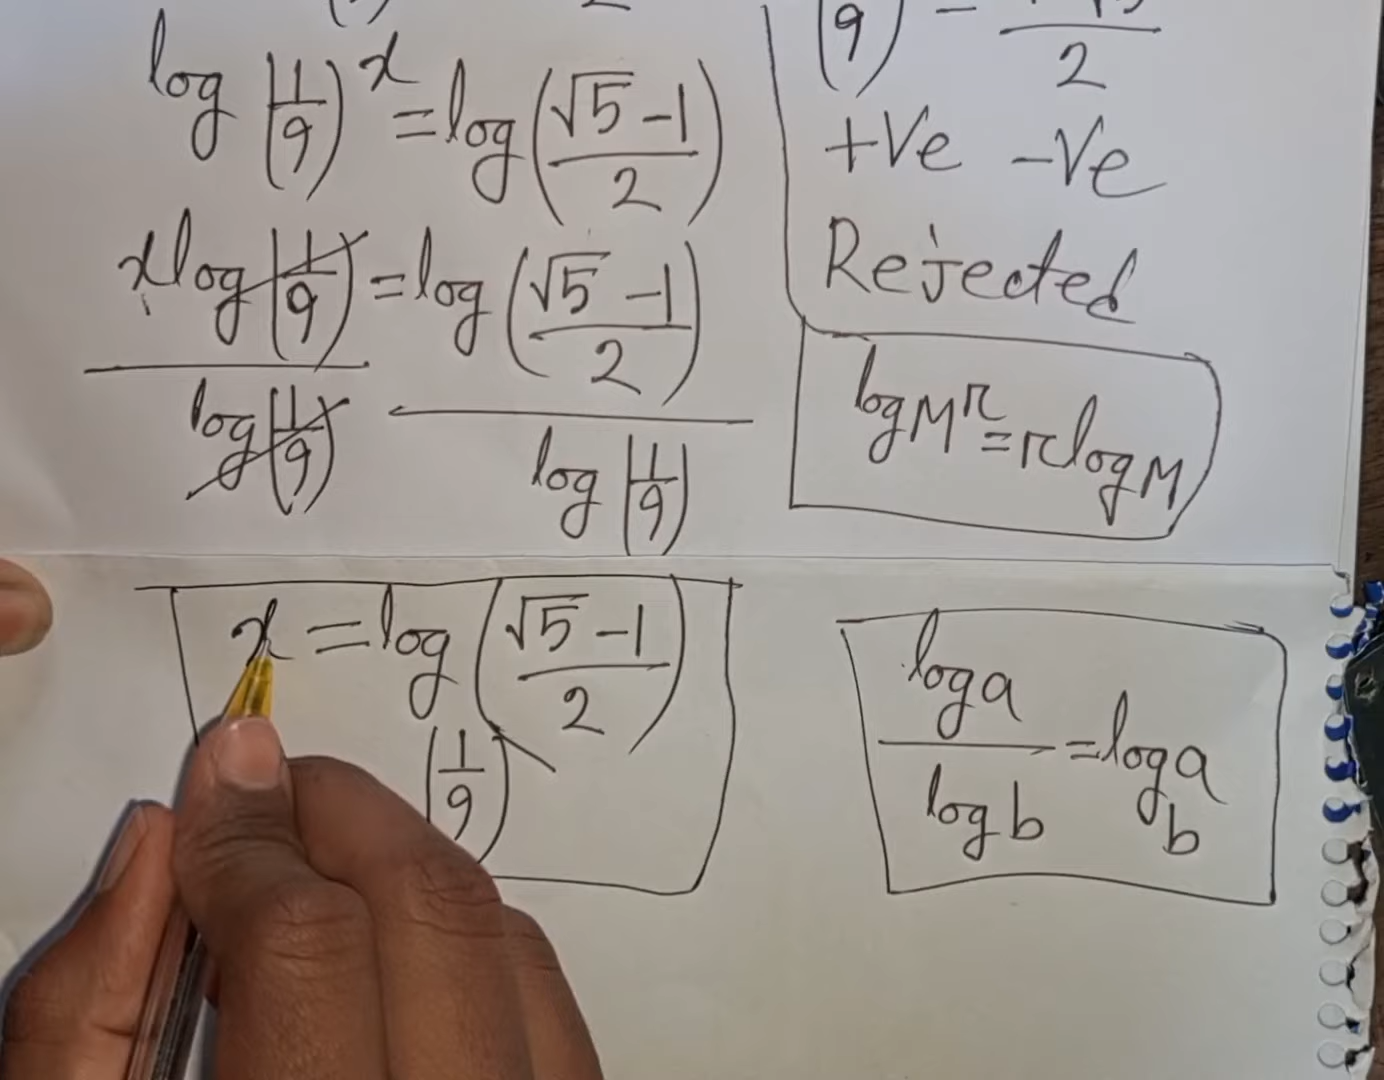 log (1/9)^x = log ((√5 -1)/2)
x log (1/9) = log ((√5 -1)/2)
log (1/9) log (1/9)
x = log_(1/9) ((√5 -1)/2)
(9) - 2
+Ve -Ve
Rejected
log M^r = r log M
log a / log b = log_b a